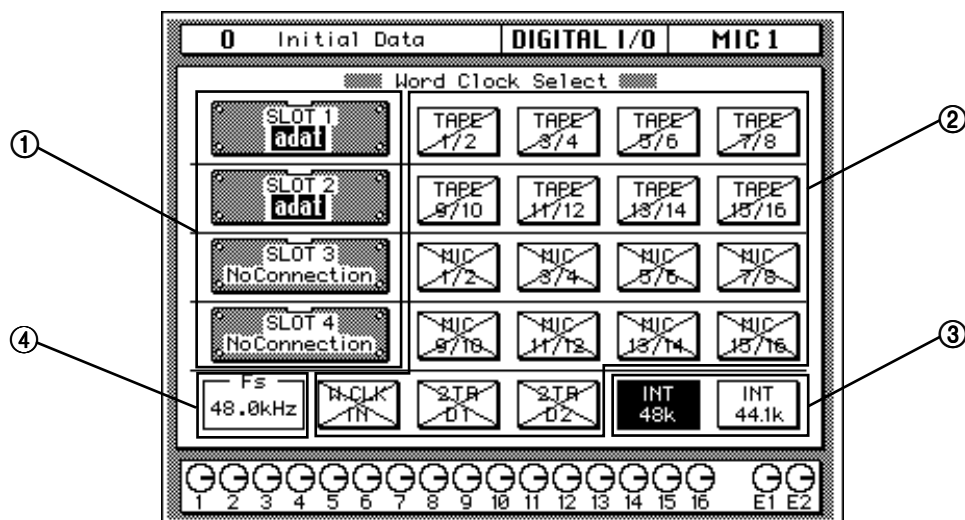 0 Initial Data DIGITAL I/O MIC 1
Word Clock Select
①
②
③
④
SLOT 1
adat
TAPE 1/2
TAPE 3/4
TAPE 5/6
TAPE 7/8
SLOT 2
adat
TAPE 9/10
TAPE 11/12
TAPE 13/14
TAPE 15/16
SLOT 3
NoConnection
MIC 1/2
MIC 3/4
MIC 5/6
MIC 7/8
SLOT 4
NoConnection
MIC 9/10
MIC 11/12
MIC 13/14
MIC 15/16
Fs
48.0kHz
W.CLK IN
2TR D1
2TR D2
INT 48k
INT 44.1k
1 2 3 4 5 6 7 8 9 10 11 12 13 14 15 16 E1 E2